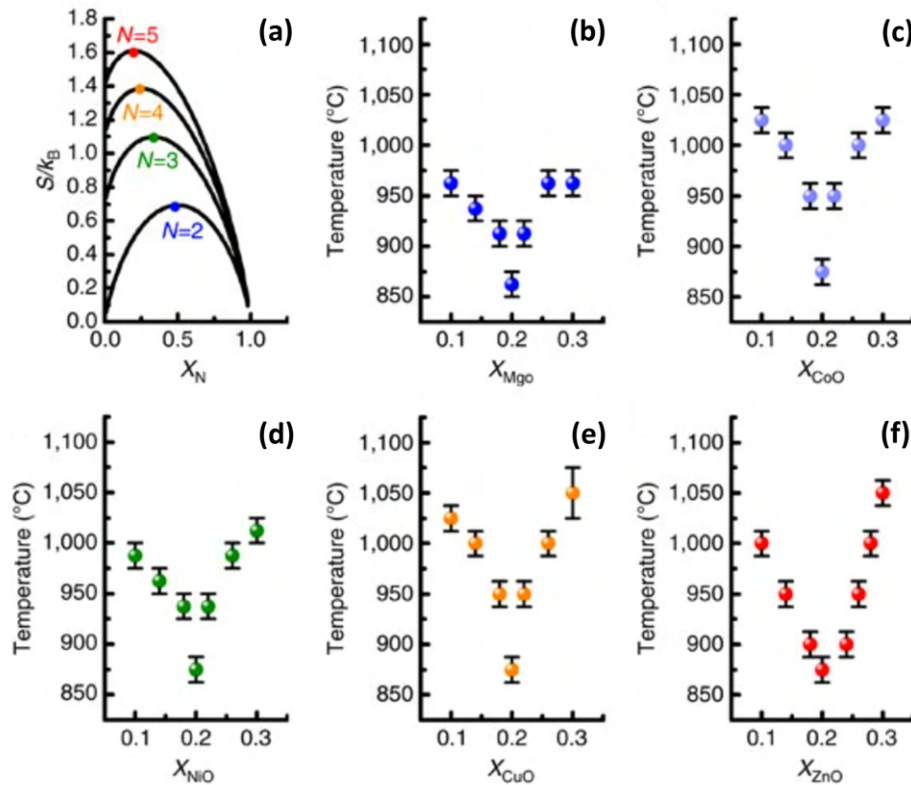 (a)
S/kB
1.8
1.6
1.4
1.2
1.0
0.8
0.6
0.4
0.2
0.0
N=5
N=4
N=3
N=2
0.0 0.5 1.0
XN
(b)
Temperature (°C)
1,100
1,050
1,000
950
900
850
0.1 0.2 0.3
XMgo
(c)
Temperature (°C)
1,100
1,050
1,000
950
900
850
0.1 0.2 0.3
XCoO
(d)
Temperature (°C)
1,100
1,050
1,000
950
900
850
0.1 0.2 0.3
XNiO
(e)
Temperature (°C)
1,100
1,050
1,000
950
900
850
0.1 0.2 0.3
XCuO
(f)
Temperature (°C)
1,100
1,050
1,000
950
900
850
0.1 0.2 0.3
XZnO